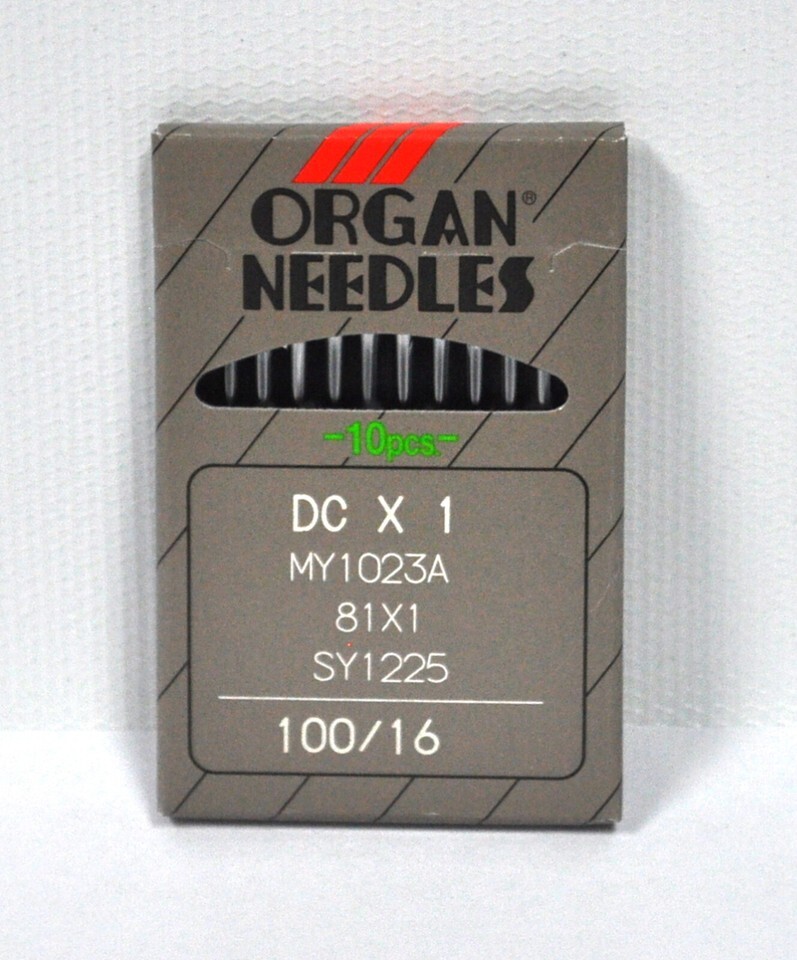 ORGAN®
NEEDLES
-10pcs.-
DC X 1
MY1023A
81X1
SY1225
100/16